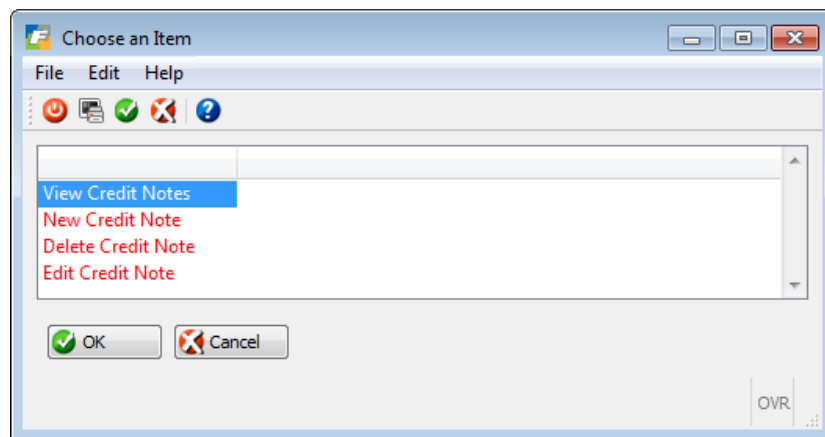 Choose an Item
File Edit Help
View Credit Notes
New Credit Note
Delete Credit Note
Edit Credit Note
OK Cancel
OVR